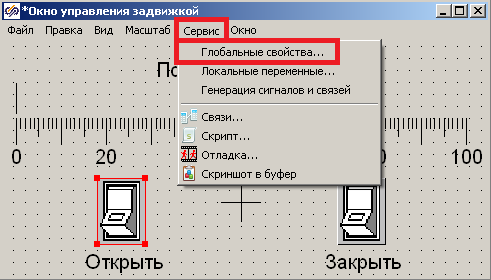 *Окно управления задвижкой
Файл Правка Вид Масштаб Сервис Окно
Глобальные свойства...
Локальные переменные...
Генерация сигналов и связей
Связи...
Скрипт...
Отладка...
Скриншот в буфер
По
0 20 100
Открыть Закрыть